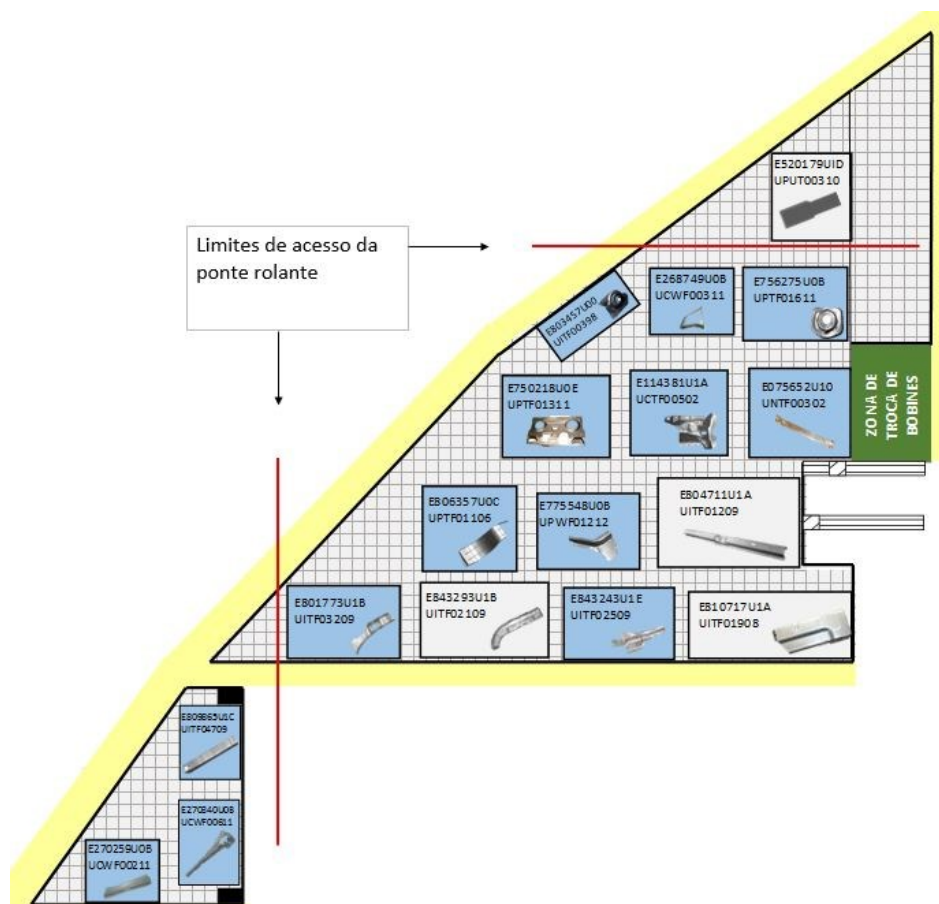 E520179UID
UPUT00310
Limites de acesso da
ponte rolante
E803457U00
UITF00398
E268749U0B
UCWF00311
E756275U0B
UPTF01611
E750218U0E
UPTF01311
E114381U1A
UCTF00502
E075652U10
UNTF00302
ZONA DE
TROCA DE
BOBINES
E806357U0C
UPTF01106
E775548U0B
UPWF01212
E804711U1A
UITF01209
E801773U1B
UITF03209
E843293U1B
UITF02109
E843243U1E
UITF02509
E810717U1A
UITF01908
E809865U1C
UITF04709
E270840U0B
UCWF00611
E270259U0B
UCWF00211